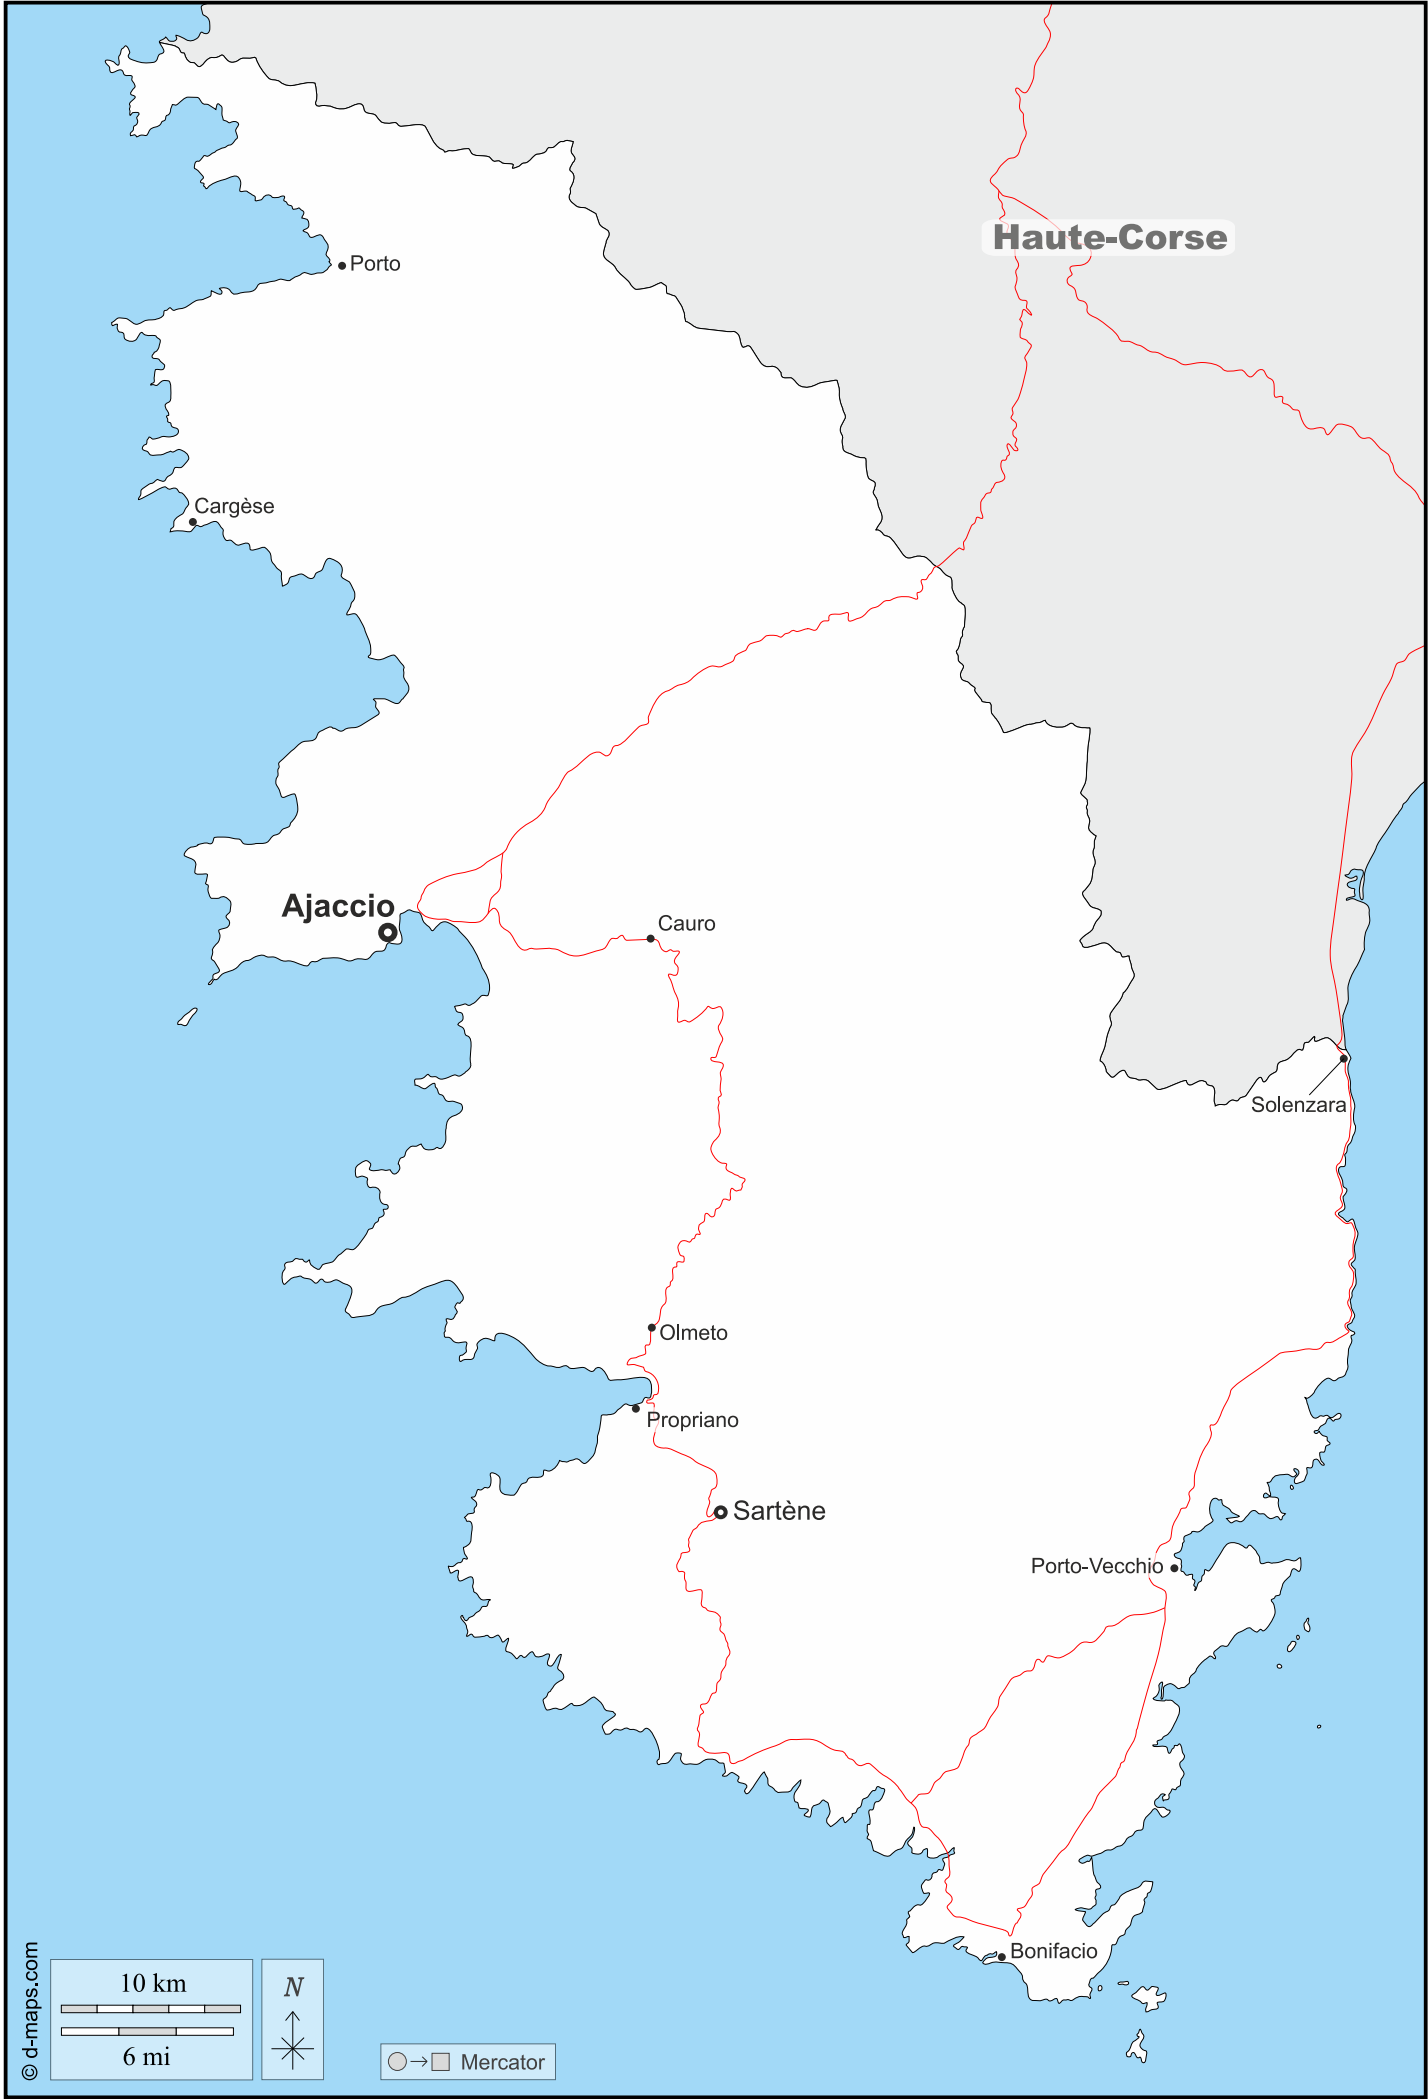 Haute-Corse
Porto
Cargèse
Ajaccio
Cauro
Solenzara
Olmeto
Propriano
Sartène
Porto-Vecchio
Bonifacio
© d-maps.com
10 km
6 mi
N
Mercator